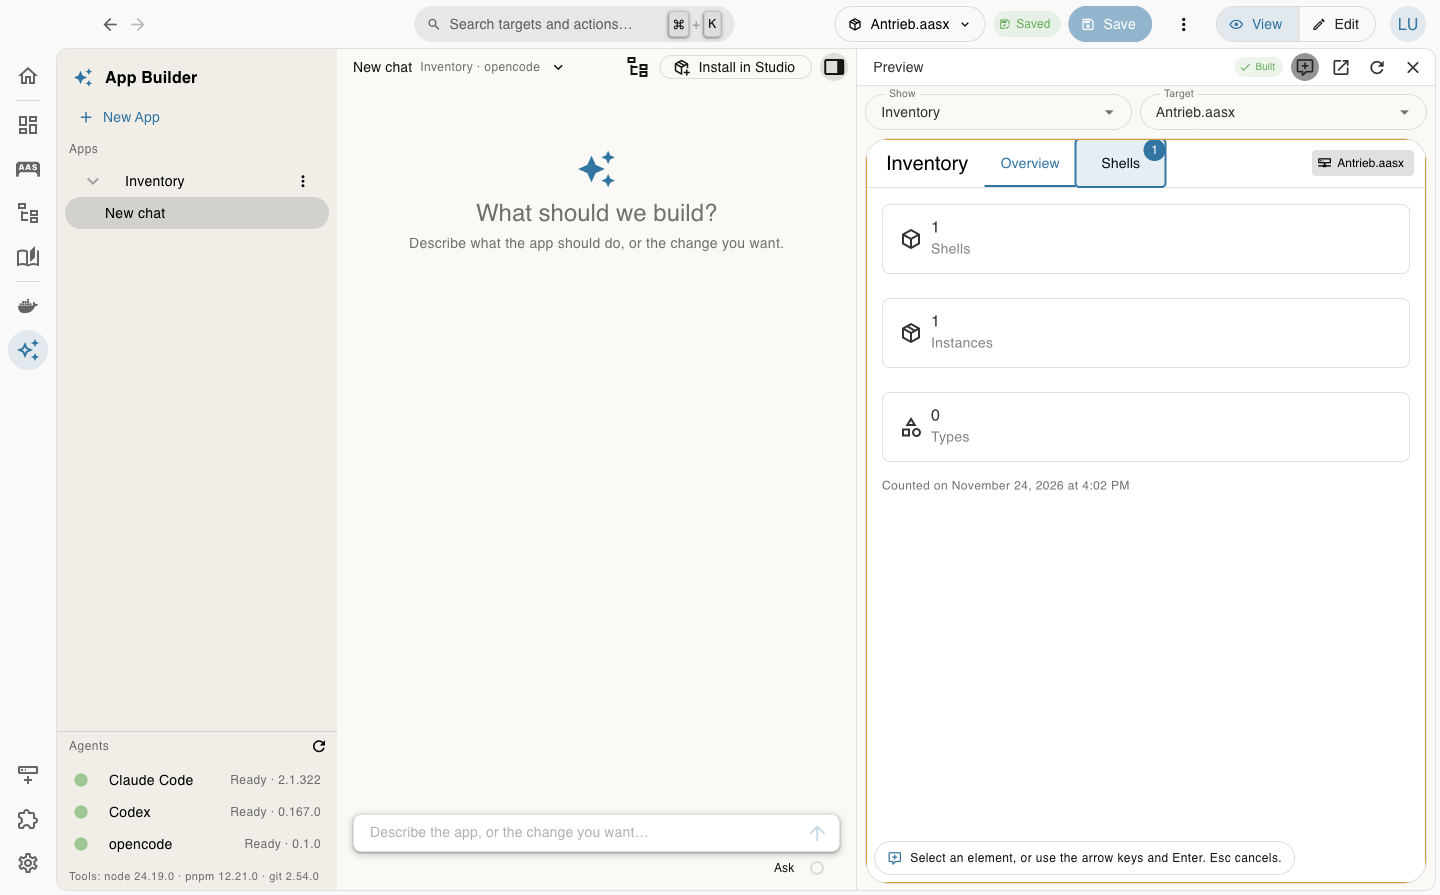 Search targets and actions…
⌘ + K
Antrieb.aasx
Saved
Save
View
Edit
LU
AAS
App Builder
New App
Apps
Inventory
New chat
Agents
Claude Code Ready · 2.1.322
Codex Ready · 0.167.0
opencode Ready · 0.1.0
Tools: node 24.19.0 · pnpm 12.21.0 · git 2.54.0
New chat Inventory · opencode
Install in Studio
What should we build?
Describe what the app should do, or the change you want.
Describe the app, or the change you want…
Ask
Preview
Built
Show
Inventory
Target
Antrieb.aasx
Inventory
Overview
Shells
1
Antrieb.aasx
1
Shells
1
Instances
0
Types
Counted on November 24, 2026 at 4:02 PM
Select an element, or use the arrow keys and Enter. Esc cancels.